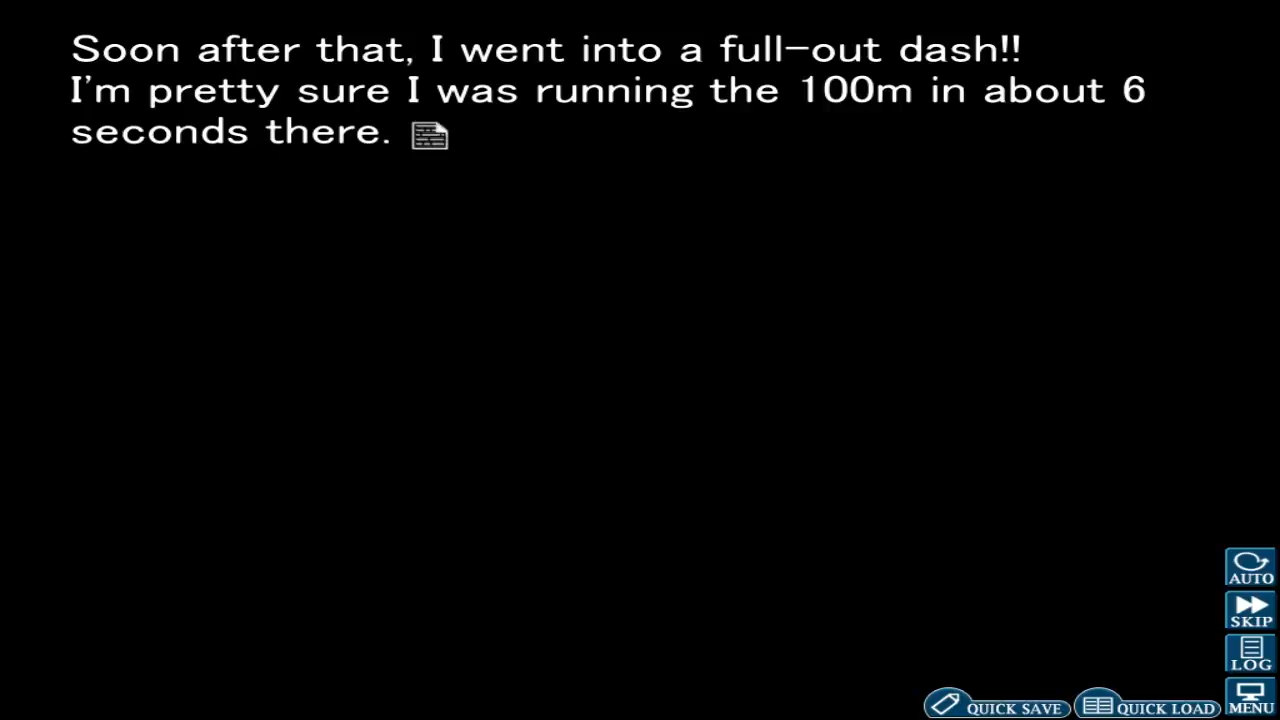 Soon after that, I went into a full-out dash!!
I'm pretty sure I was running the 100m in about 6
seconds there.
AUTO
SKIP
LOG
MENU
QUICK SAVE
QUICK LOAD